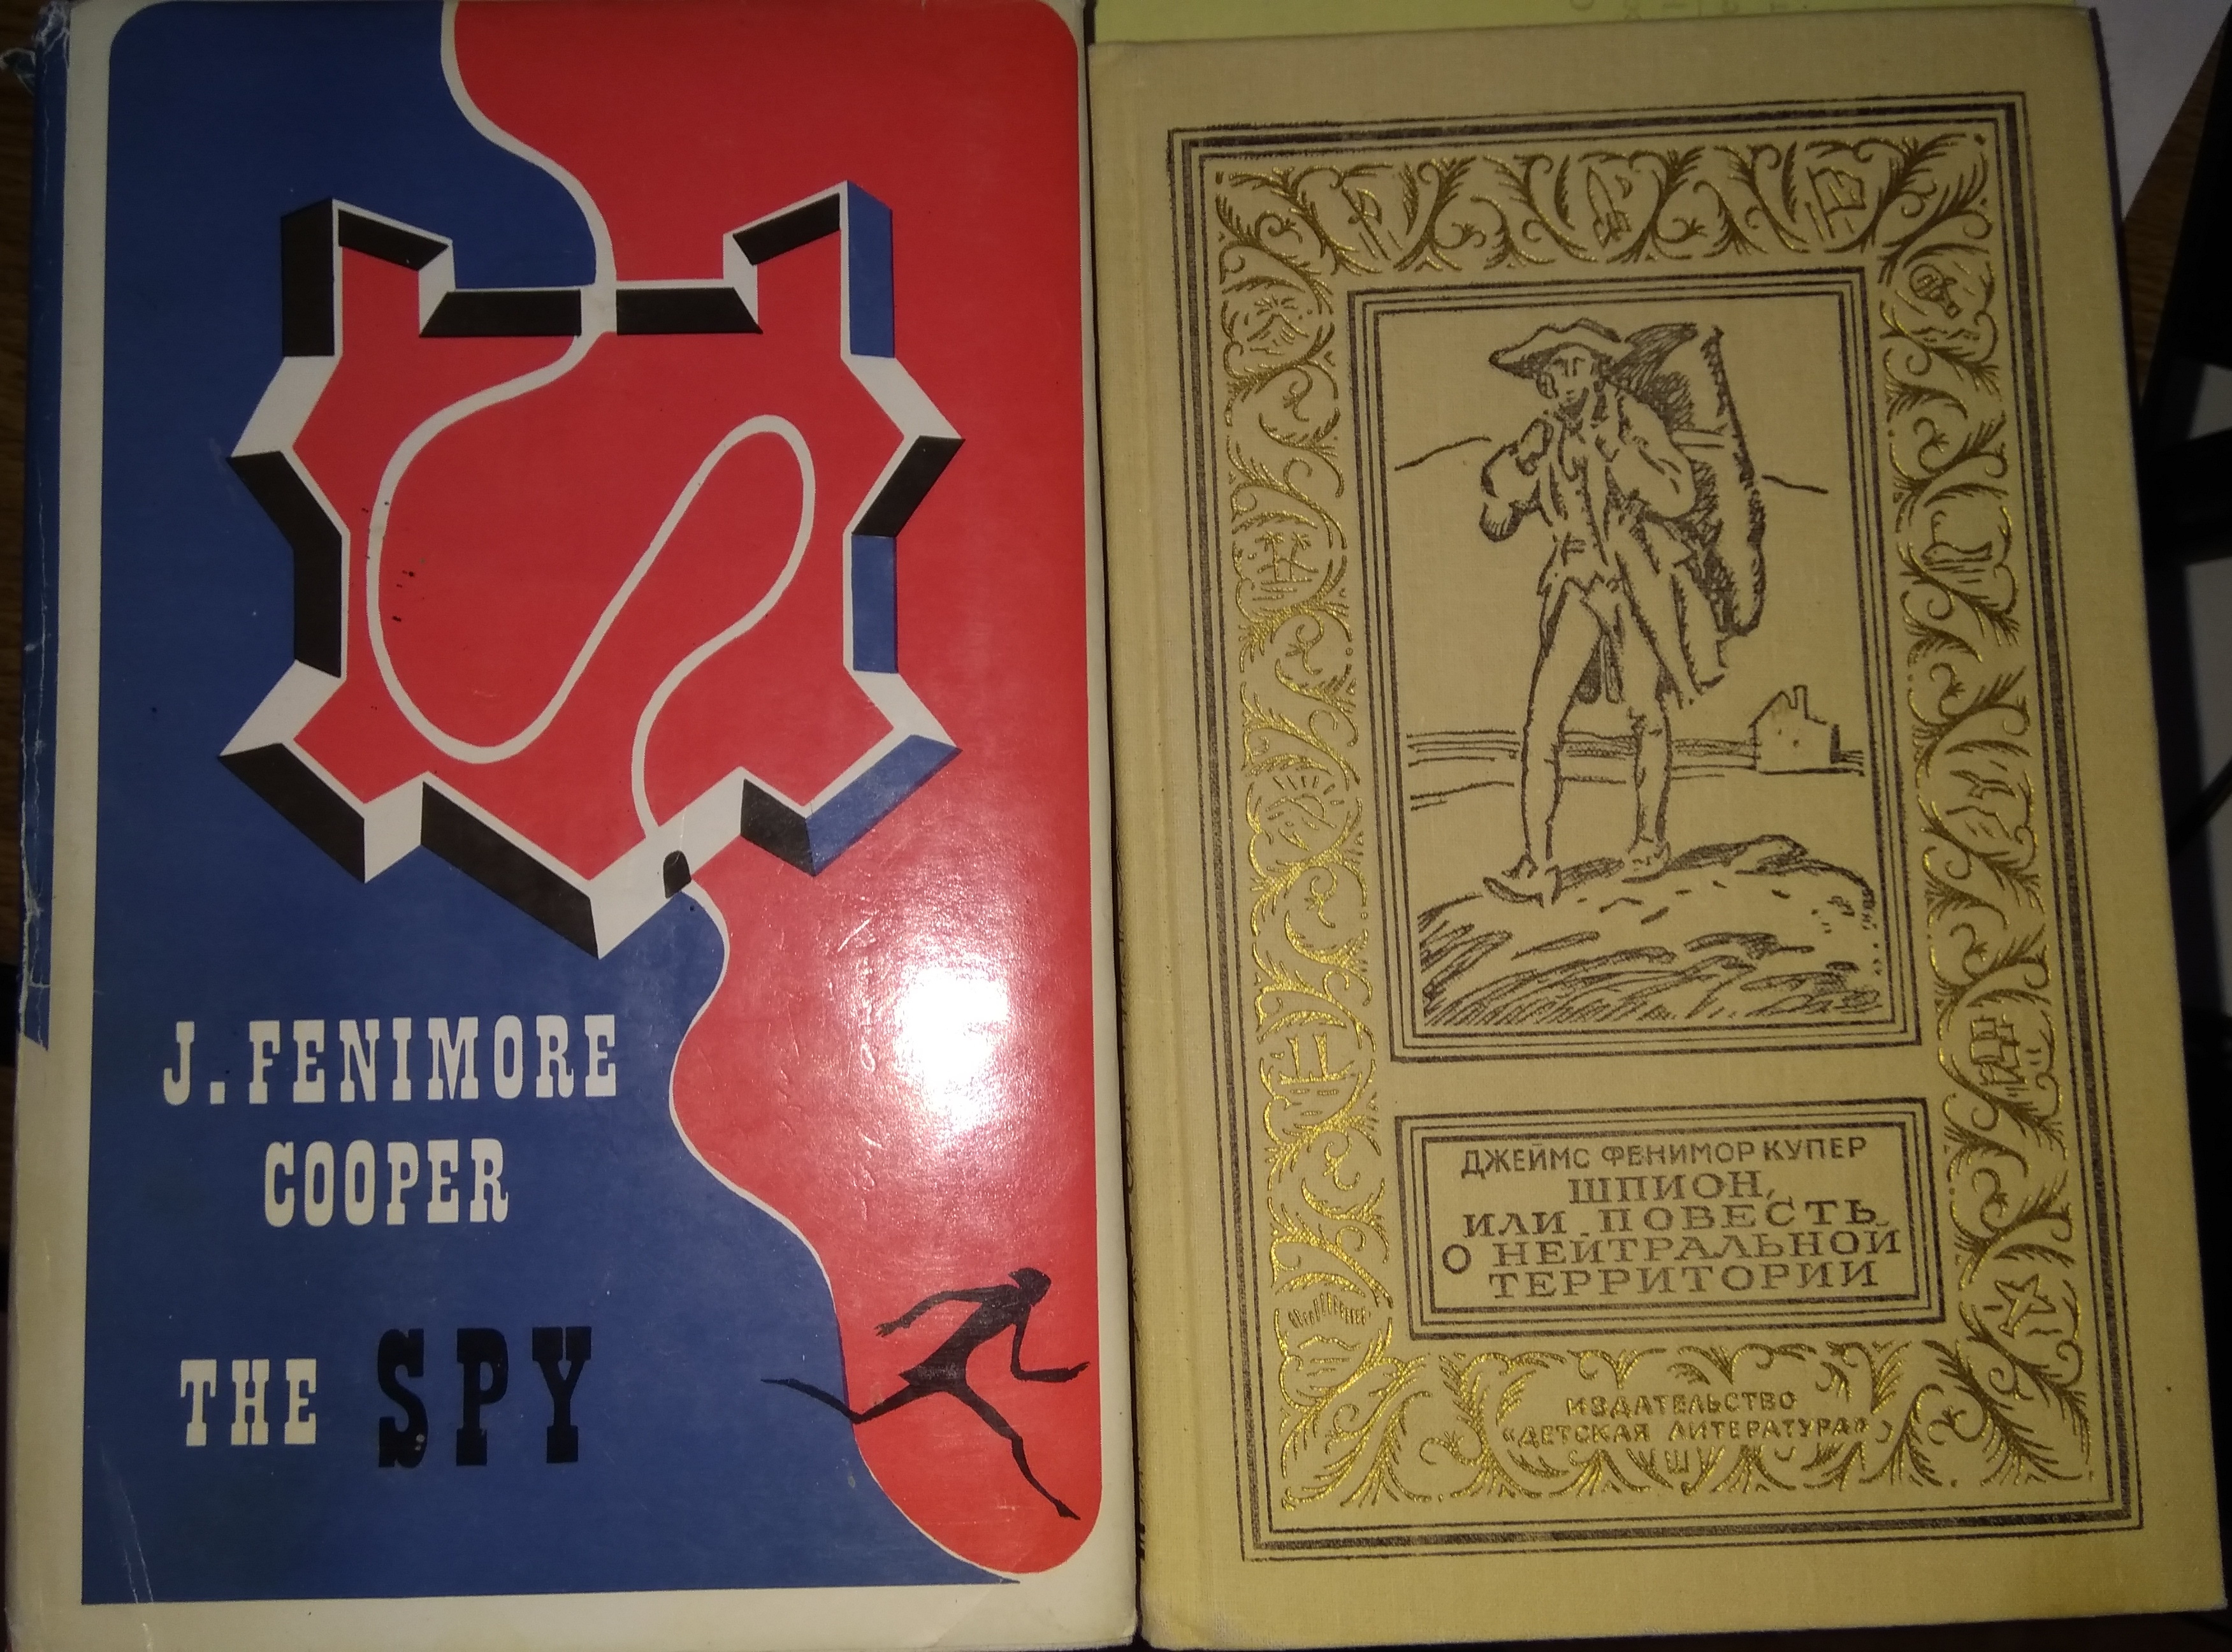 J. FENIMORE
COOPER
THE SPY
ДЖЕЙМС ФЕНИМОР КУПЕР
ШПИОН,
ИЛИ ПОВЕСТЬ
О НЕЙТРАЛЬНОЙ
ТЕРРИТОРИИ
ИЗДАТЕЛЬСТВО
«ДЕТСКАЯ ЛИТЕРАТУРА»